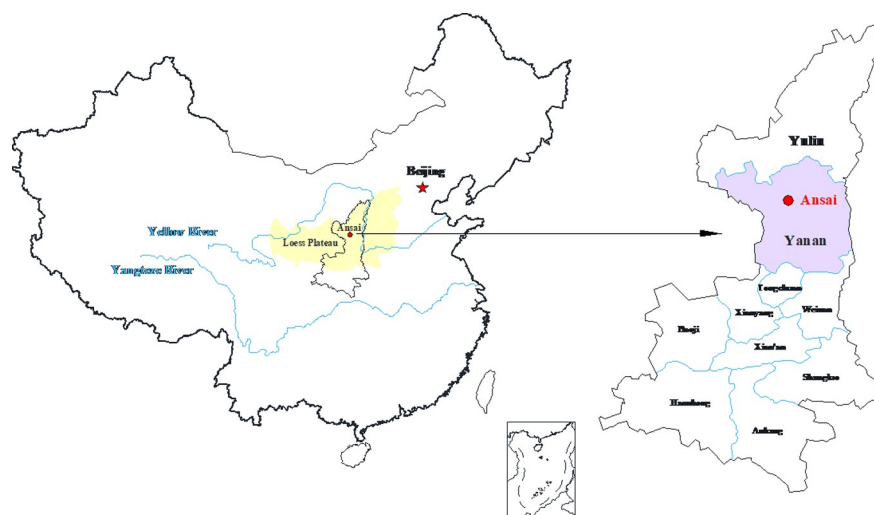 Beijing
Ansai
Loess Plateau
Yellow River
Yangteze River
Yulin
Ansai
Yanan
Tongchuan
Xianyang
Weinan
Baoji
Xian'an
Shangluo
Hanzhong
Ankang